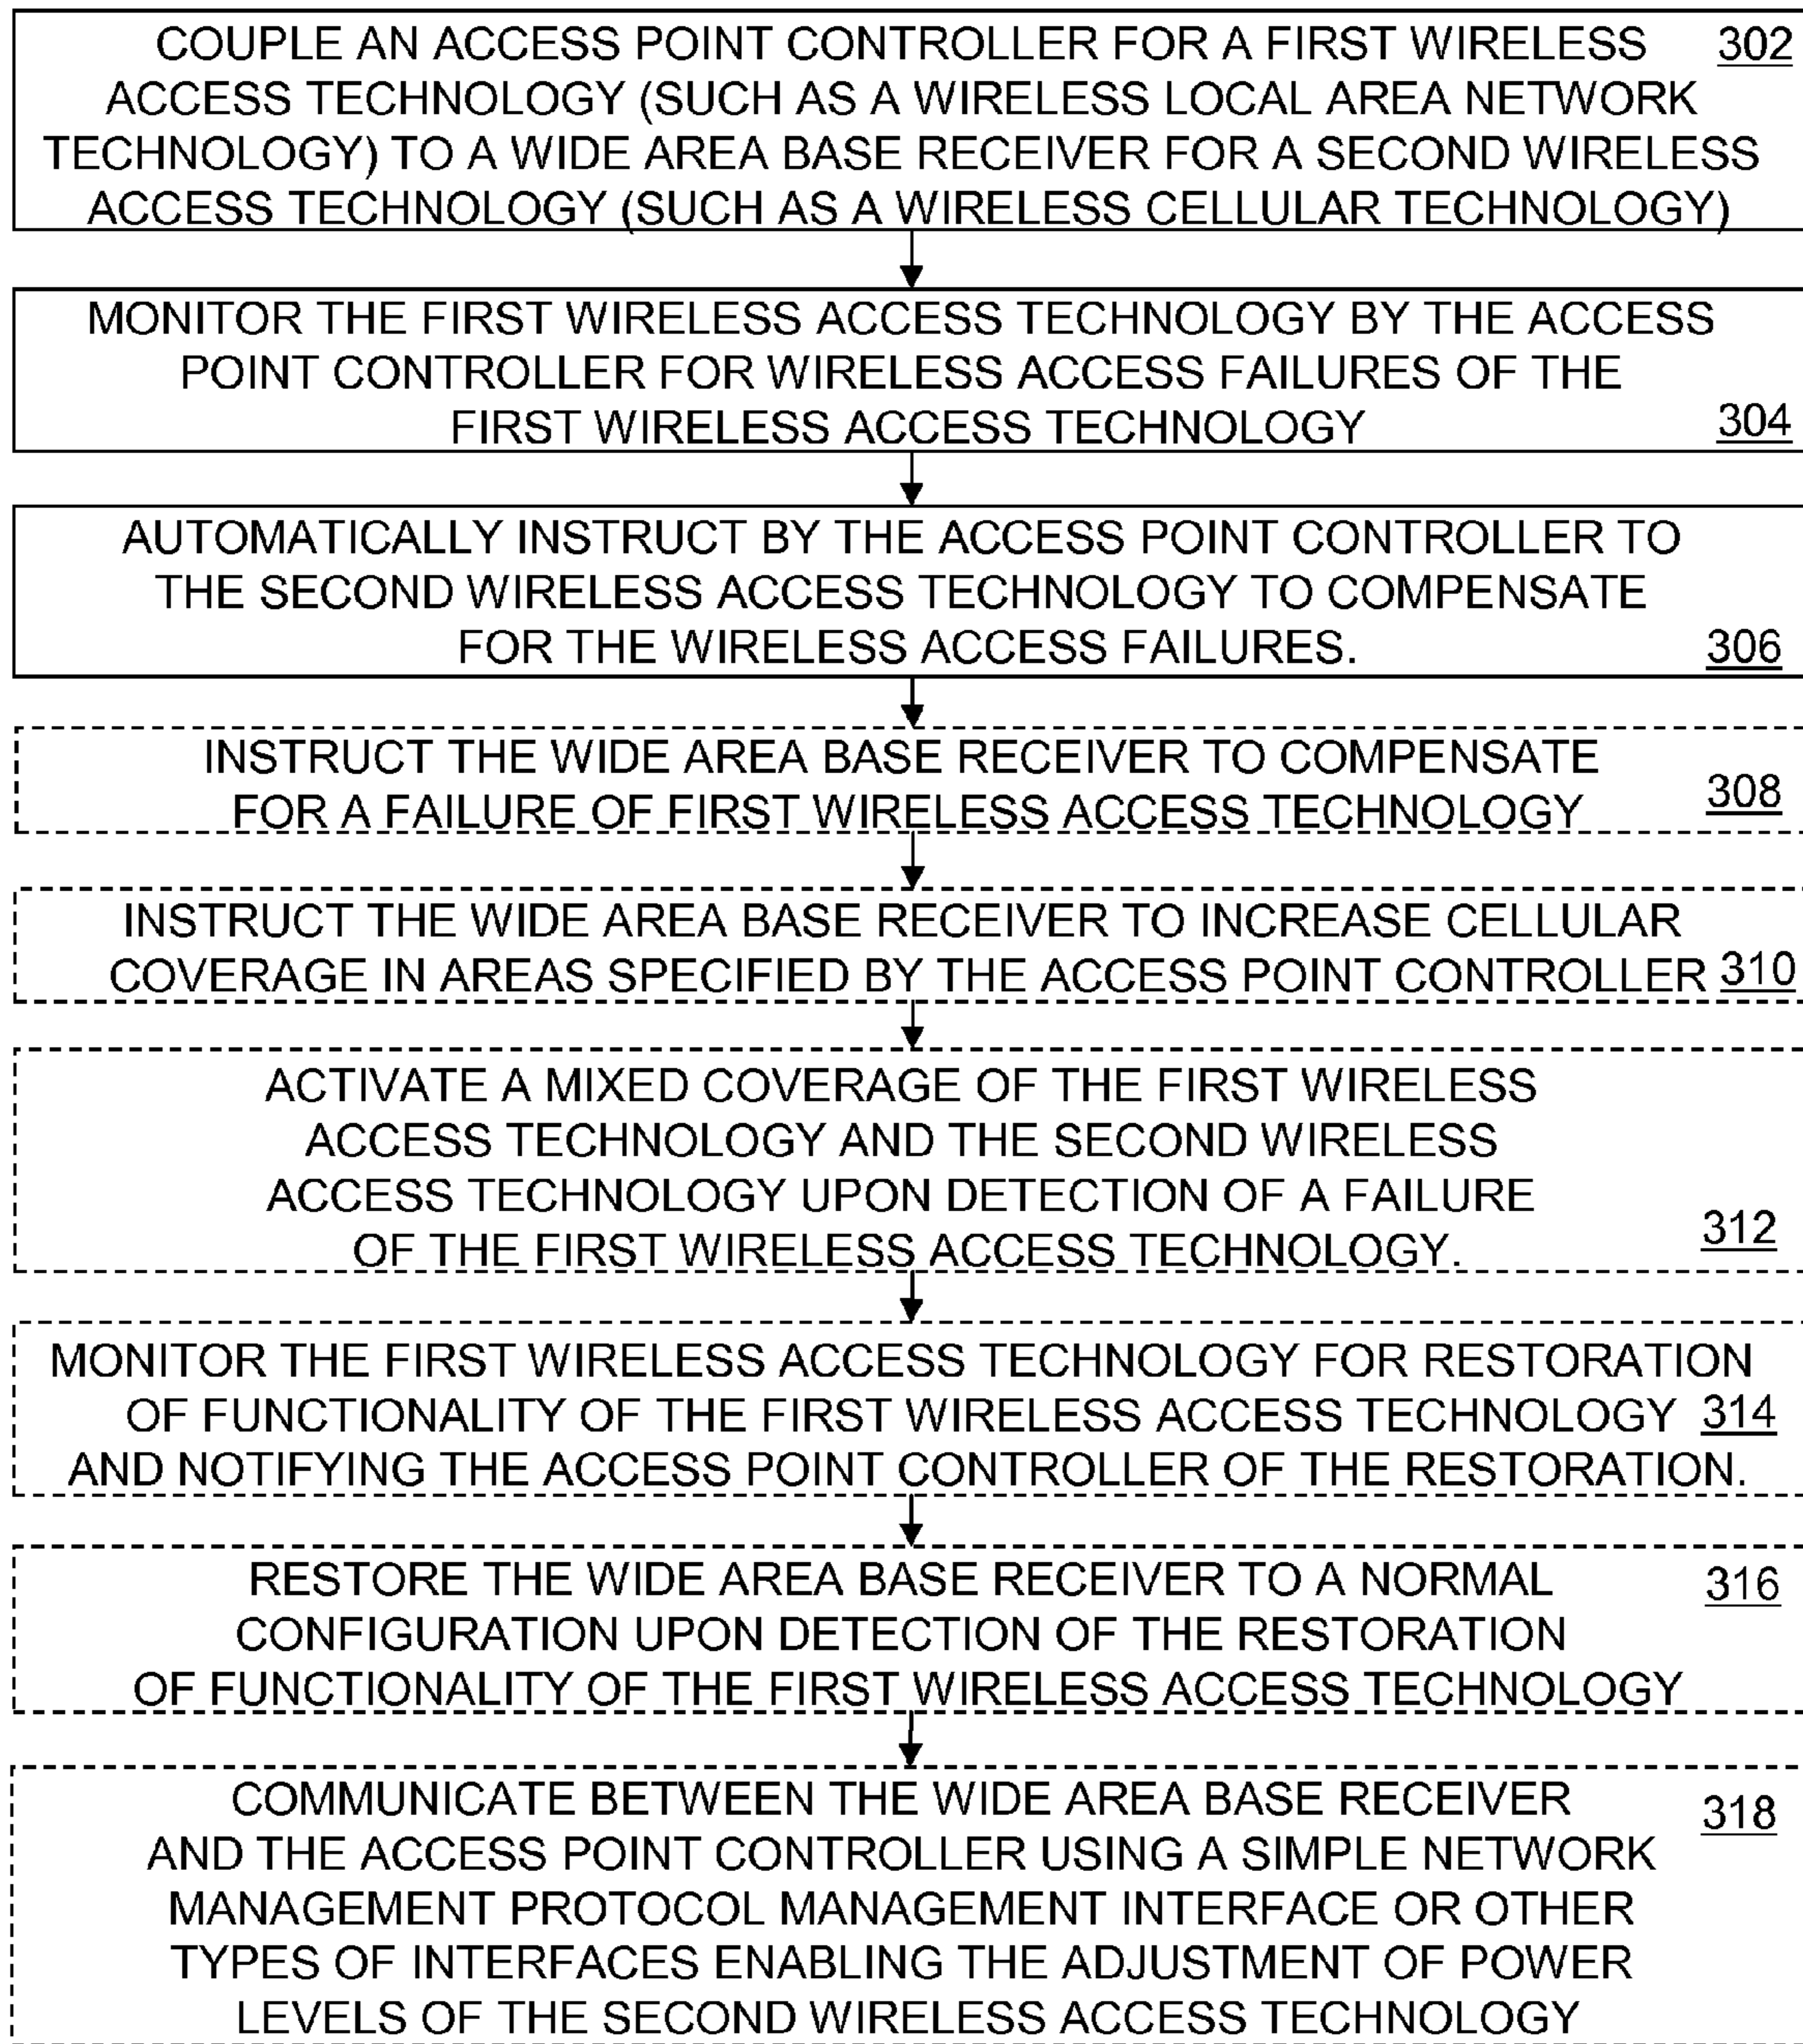 COUPLE AN ACCESS POINT CONTROLLER FOR A FIRST WIRELESS 302
ACCESS TECHNOLOGY (SUCH AS A WIRELESS LOCAL AREA NETWORK
TECHNOLOGY) TO A WIDE AREA BASE RECEIVER FOR A SECOND WIRELESS
ACCESS TECHNOLOGY (SUCH AS A WIRELESS CELLULAR TECHNOLOGY)
MONITOR THE FIRST WIRELESS ACCESS TECHNOLOGY BY THE ACCESS
POINT CONTROLLER FOR WIRELESS ACCESS FAILURES OF THE
FIRST WIRELESS ACCESS TECHNOLOGY 304
AUTOMATICALLY INSTRUCT BY THE ACCESS POINT CONTROLLER TO
THE SECOND WIRELESS ACCESS TECHNOLOGY TO COMPENSATE
FOR THE WIRELESS ACCESS FAILURES. 306
INSTRUCT THE WIDE AREA BASE RECEIVER TO COMPENSATE
FOR A FAILURE OF FIRST WIRELESS ACCESS TECHNOLOGY 308
INSTRUCT THE WIDE AREA BASE RECEIVER TO INCREASE CELLULAR
COVERAGE IN AREAS SPECIFIED BY THE ACCESS POINT CONTROLLER 310
ACTIVATE A MIXED COVERAGE OF THE FIRST WIRELESS
ACCESS TECHNOLOGY AND THE SECOND WIRELESS
ACCESS TECHNOLOGY UPON DETECTION OF A FAILURE
OF THE FIRST WIRELESS ACCESS TECHNOLOGY. 312
MONITOR THE FIRST WIRELESS ACCESS TECHNOLOGY FOR RESTORATION
OF FUNCTIONALITY OF THE FIRST WIRELESS ACCESS TECHNOLOGY 314
AND NOTIFYING THE ACCESS POINT CONTROLLER OF THE RESTORATION.
RESTORE THE WIDE AREA BASE RECEIVER TO A NORMAL 316
CONFIGURATION UPON DETECTION OF THE RESTORATION
OF FUNCTIONALITY OF THE FIRST WIRELESS ACCESS TECHNOLOGY
COMMUNICATE BETWEEN THE WIDE AREA BASE RECEIVER 318
AND THE ACCESS POINT CONTROLLER USING A SIMPLE NETWORK
MANAGEMENT PROTOCOL MANAGEMENT INTERFACE OR OTHER
TYPES OF INTERFACES ENABLING THE ADJUSTMENT OF POWER
LEVELS OF THE SECOND WIRELESS ACCESS TECHNOLOGY